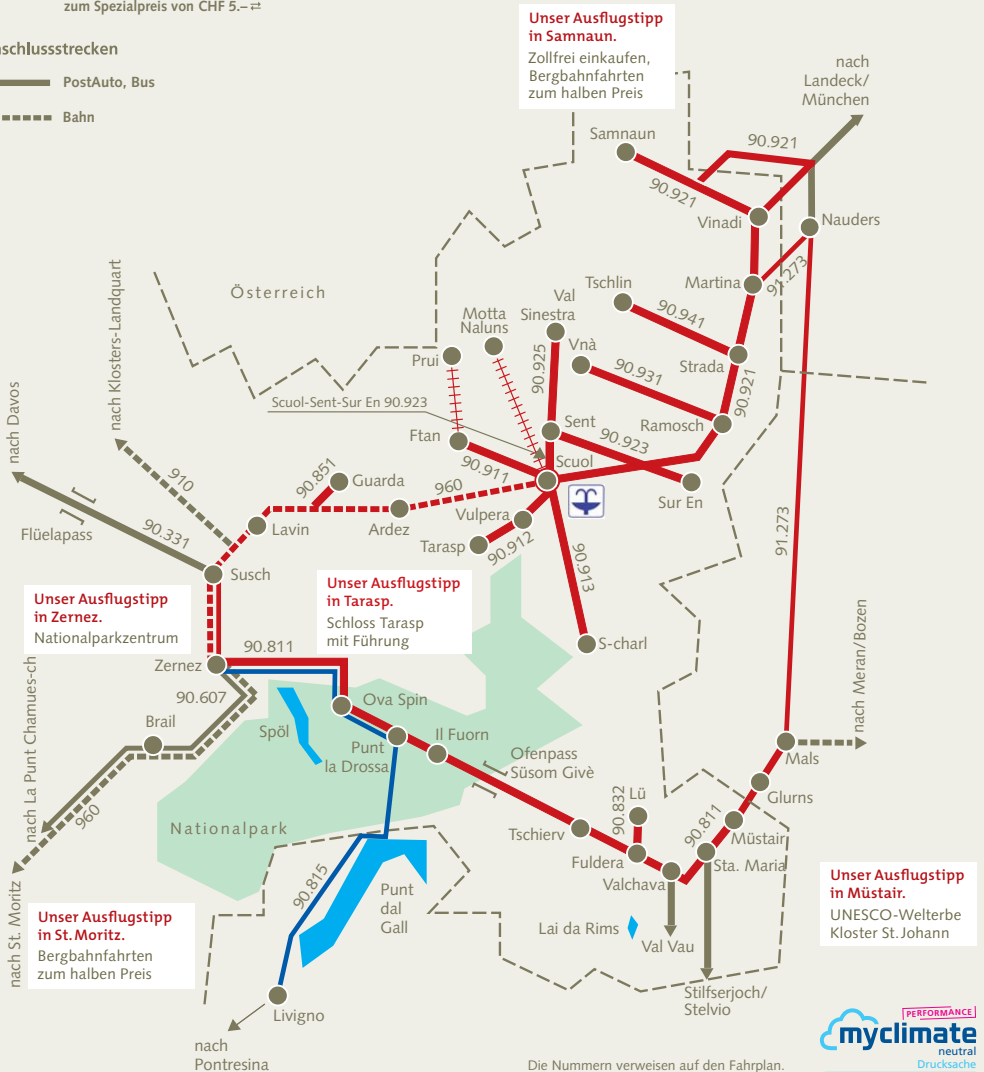 zum Spezialpreis von CHF 5.– ⇄
nschlussstrecken
PostAuto, Bus
Bahn
Unser Ausflugstipp
in Samnaun.
Zollfrei einkaufen,
Bergbahnfahrten
zum halben Preis
nach
Landeck/
München
Samnaun
90.921
90.921
Vinadi
Nauders
Österreich
Martina
91.273
Tschlin
90.941
Strada
90.921
Val
Sinestra
Motta
Naluns
Vnà
90.931
Ramosch
Prui
90.925
Scuol-Sent-Sur En 90.923
Ftan
90.911
Sent
90.923
Scuol
Sur En
nach Klosters-Landquart
nach Davos
910
90.851
Guarda
960
Flüelapass
90.331
Lavin
Ardez
Vulpera
Tarasp
90.912
90.913
91.273
Susch
Unser Ausflugstipp
in Zernez.
Nationalparkzentrum
Unser Ausflugstipp
in Tarasp.
Schloss Tarasp
mit Führung
S-charl
nach Meran/Bozen
Zernez
90.811
90.607
Brail
nach La Punt Chamues-ch
960
Ova Spin
Spöl
Punt
la Drossa
Il Fuorn
Ofenpass
Süsom Givè
Mals
Glurns
Nationalpark
Tschierv
90.832
Lü
90.811
Müstair
Fuldera
Sta. Maria
Valchava
nach St. Moritz
Unser Ausflugstipp
in St. Moritz.
Bergbahnfahrten
zum halben Preis
90.815
Punt
dal
Gall
Lai da Rims
Val Vau
Unser Ausflugstipp
in Müstair.
UNESCO-Welterbe
Kloster St. Johann
Stilfserjoch/
Stelvio
Livigno
nach
Pontresina
Die Nummern verweisen auf den Fahrplan.
PERFORMANCE
myclimate
neutral
Drucksache